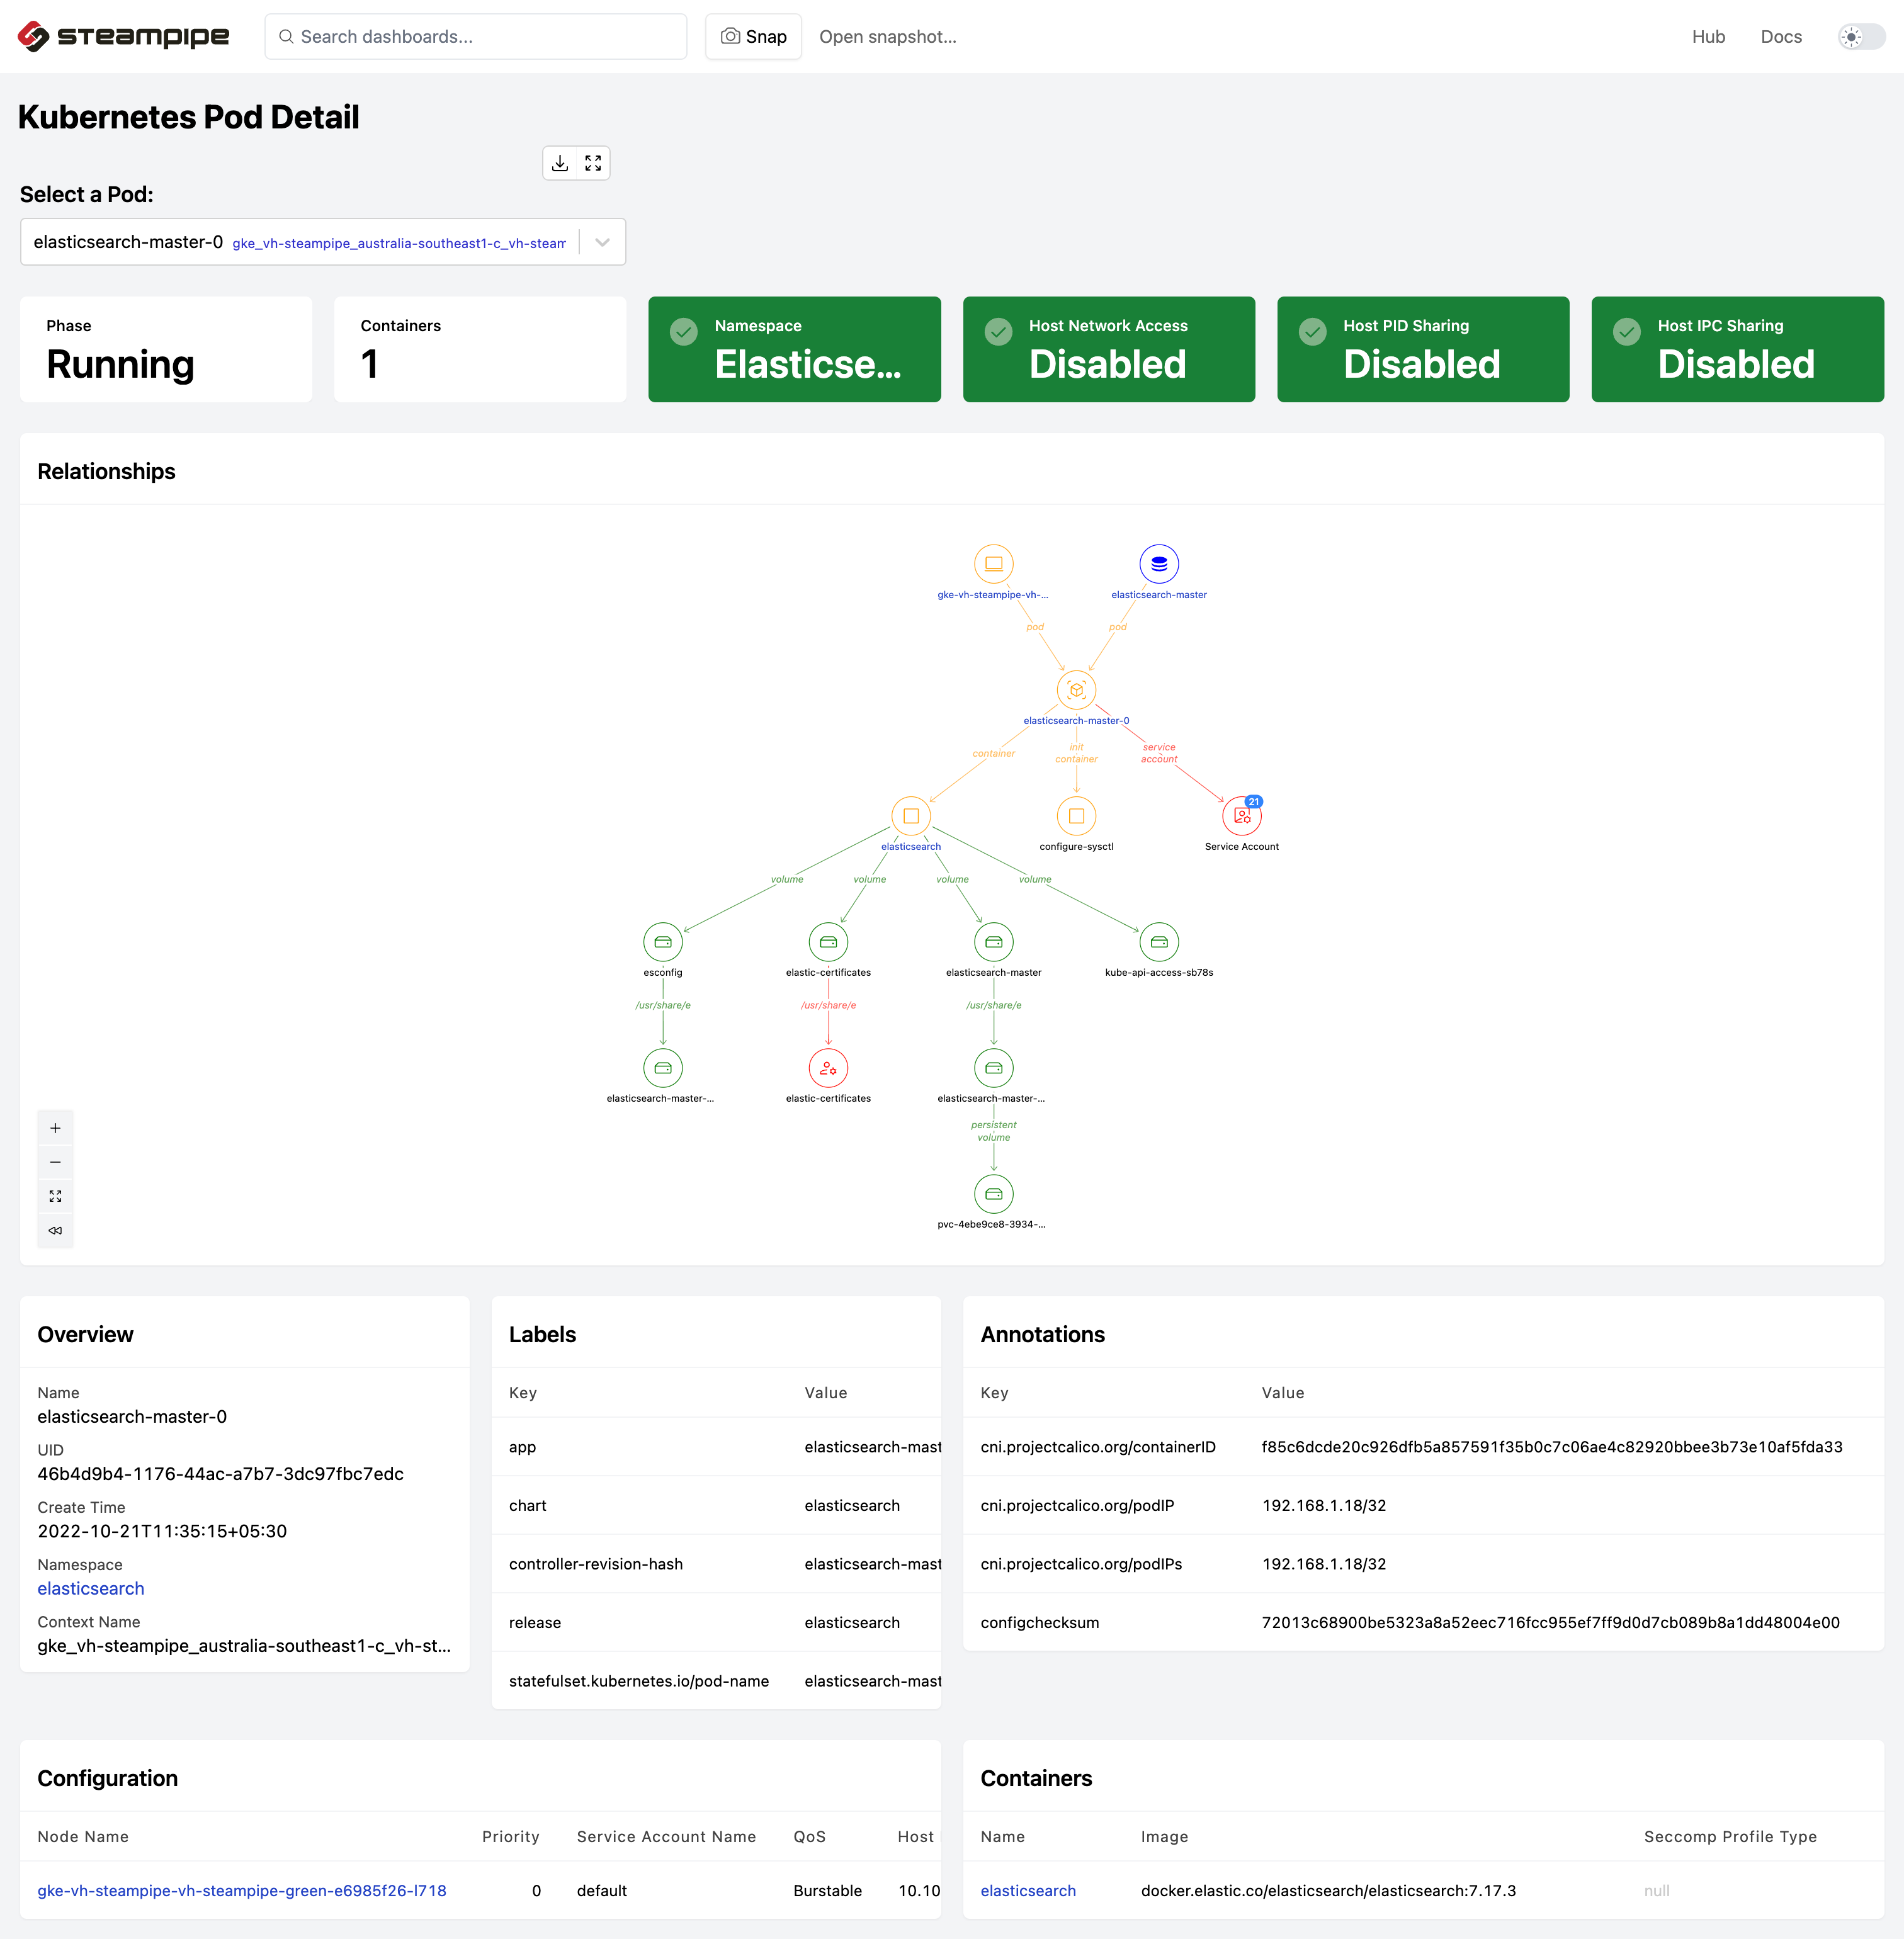 steampipe
Search dashboards...
Snap
Open snapshot...
Hub
Docs
Kubernetes Pod Detail
Select a Pod:
elasticsearch-master-0 gke_vh-steampipe_australia-southeast1-c_vh-steam
Phase
Running
Containers
1
Namespace
Elasticse...
Host Network Access
Disabled
Host PID Sharing
Disabled
Host IPC Sharing
Disabled
Relationships
gke-vh-steampipe-vh-...
elasticsearch-master
pod
pod
elasticsearch-master-0
container
init
container
service
account
21
elasticsearch
configure-sysctl
Service Account
volume
volume
volume
volume
esconfig
elastic-certificates
elasticsearch-master
kube-api-access-sb78s
/usr/share/e
/usr/share/e
/usr/share/e
elasticsearch-master-...
elastic-certificates
elasticsearch-master-...
persistent
volume
pvc-4ebe9ce8-3934-...
Overview
Name
elasticsearch-master-0
UID
46b4d9b4-1176-44ac-a7b7-3dc97fbc7edc
Create Time
2022-10-21T11:35:15+05:30
Namespace
elasticsearch
Context Name
gke_vh-steampipe_australia-southeast1-c_vh-st...
Labels
Key Value
app elasticsearch-mast
chart elasticsearch
controller-revision-hash elasticsearch-mast
release elasticsearch
statefulset.kubernetes.io/pod-name elasticsearch-mast
Annotations
Key Value
cni.projectcalico.org/containerID f85c6dcde20c926dfb5a857591f35b0c7c06ae4c82920bbee3b73e10af5fda33
cni.projectcalico.org/podIP 192.168.1.18/32
cni.projectcalico.org/podIPs 192.168.1.18/32
configchecksum 72013c68900be5323a8a52eec716fcc955ef7ff9d0d7cb089b8a1dd48004e00
Configuration
Node Name Priority Service Account Name QoS Host
gke-vh-steampipe-vh-steampipe-green-e6985f26-l718 0 default Burstable 10.10
Containers
Name Image Seccomp Profile Type
elasticsearch docker.elastic.co/elasticsearch/elasticsearch:7.17.3 null